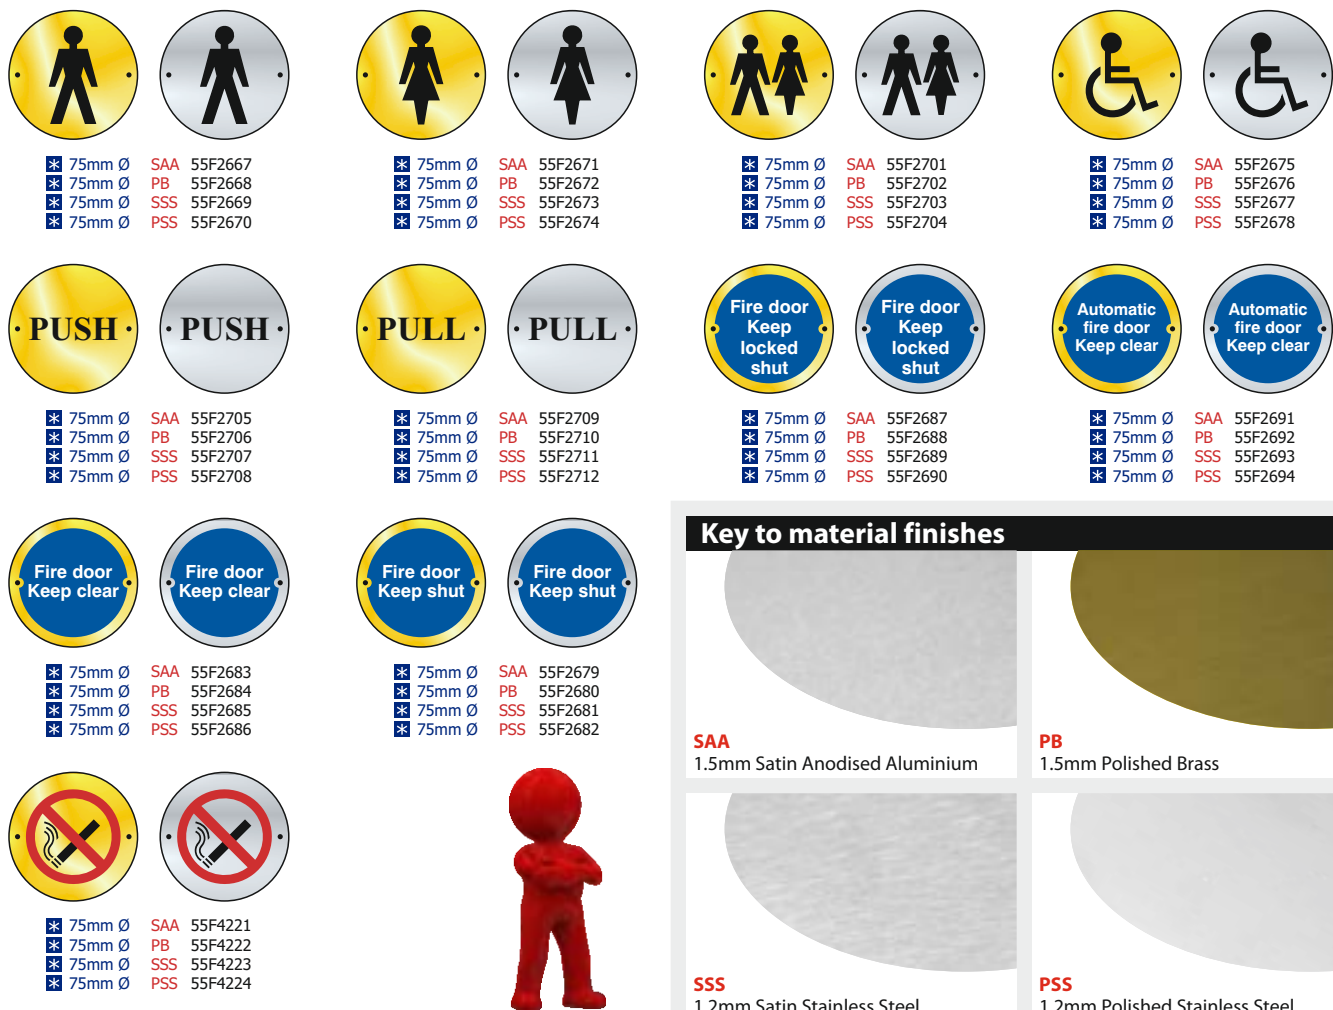 75mm Ø SAA 55F2667
75mm Ø PB 55F2668
75mm Ø SSS 55F2669
75mm Ø PSS 55F2670
75mm Ø SAA 55F2671
75mm Ø PB 55F2672
75mm Ø SSS 55F2673
75mm Ø PSS 55F2674
75mm Ø SAA 55F2701
75mm Ø PB 55F2702
75mm Ø SSS 55F2703
75mm Ø PSS 55F2704
75mm Ø SAA 55F2675
75mm Ø PB 55F2676
75mm Ø SSS 55F2677
75mm Ø PSS 55F2678
PUSH
PUSH
75mm Ø SAA 55F2705
75mm Ø PB 55F2706
75mm Ø SSS 55F2707
75mm Ø PSS 55F2708
PULL
PULL
75mm Ø SAA 55F2709
75mm Ø PB 55F2710
75mm Ø SSS 55F2711
75mm Ø PSS 55F2712
Fire door
Keep
locked
shut
Fire door
Keep
locked
shut
75mm Ø SAA 55F2687
75mm Ø PB 55F2688
75mm Ø SSS 55F2689
75mm Ø PSS 55F2690
Automatic
fire door
Keep clear
Automatic
fire door
Keep clear
75mm Ø SAA 55F2691
75mm Ø PB 55F2692
75mm Ø SSS 55F2693
75mm Ø PSS 55F2694
Fire door
Keep clear
Fire door
Keep clear
75mm Ø SAA 55F2683
75mm Ø PB 55F2684
75mm Ø SSS 55F2685
75mm Ø PSS 55F2686
Fire door
Keep shut
Fire door
Keep shut
75mm Ø SAA 55F2679
75mm Ø PB 55F2680
75mm Ø SSS 55F2681
75mm Ø PSS 55F2682
75mm Ø SAA 55F4221
75mm Ø PB 55F4222
75mm Ø SSS 55F4223
75mm Ø PSS 55F4224
Key to material finishes
SAA
1.5mm Satin Anodised Aluminium
PB
1.5mm Polished Brass
SSS
1.2mm Satin Stainless Steel
PSS
1.2mm Polished Stainless Steel